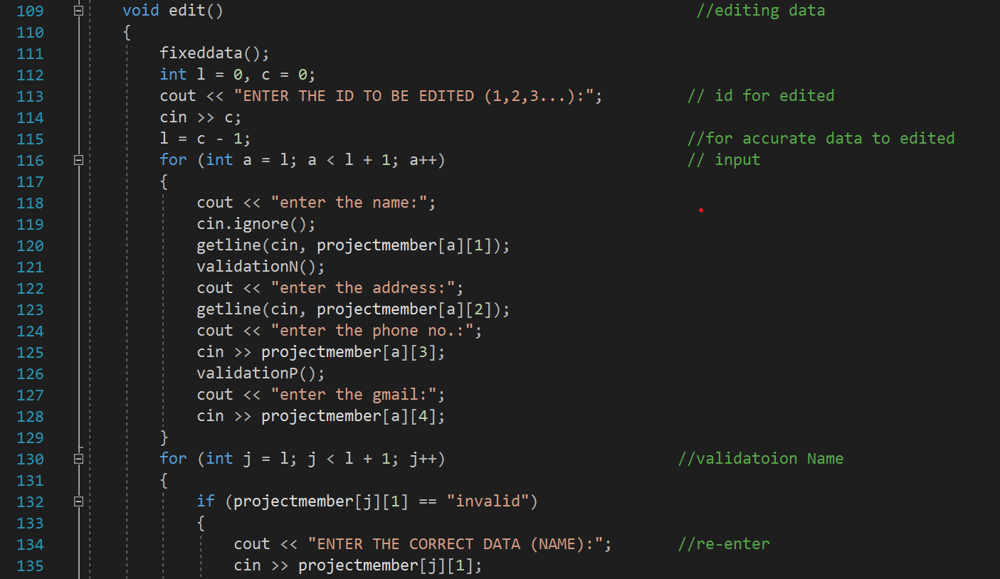 109 void edit() //editing data
110 {
111 fixeddata();
112 int l = 0, c = 0;
113 cout << "ENTER THE ID TO BE EDITED (1,2,3...):"; // id for edited
114 cin >> c;
115 l = c - 1; //for accurate data to edited
116 for (int a = l; a < l + 1; a++) // input
117 {
118 cout << "enter the name:";
119 cin.ignore();
120 getline(cin, projectmember[a][1]);
121 validationN();
122 cout << "enter the address:";
123 getline(cin, projectmember[a][2]);
124 cout << "enter the phone no.:";
125 cin >> projectmember[a][3];
126 validationP();
127 cout << "enter the gmail:";
128 cin >> projectmember[a][4];
129 }
130 for (int j = l; j < l + 1; j++) //validatoion Name
131 {
132 if (projectmember[j][1] == "invalid")
133 {
134 cout << "ENTER THE CORRECT DATA (NAME):"; //re-enter
135 cin >> projectmember[j][1];